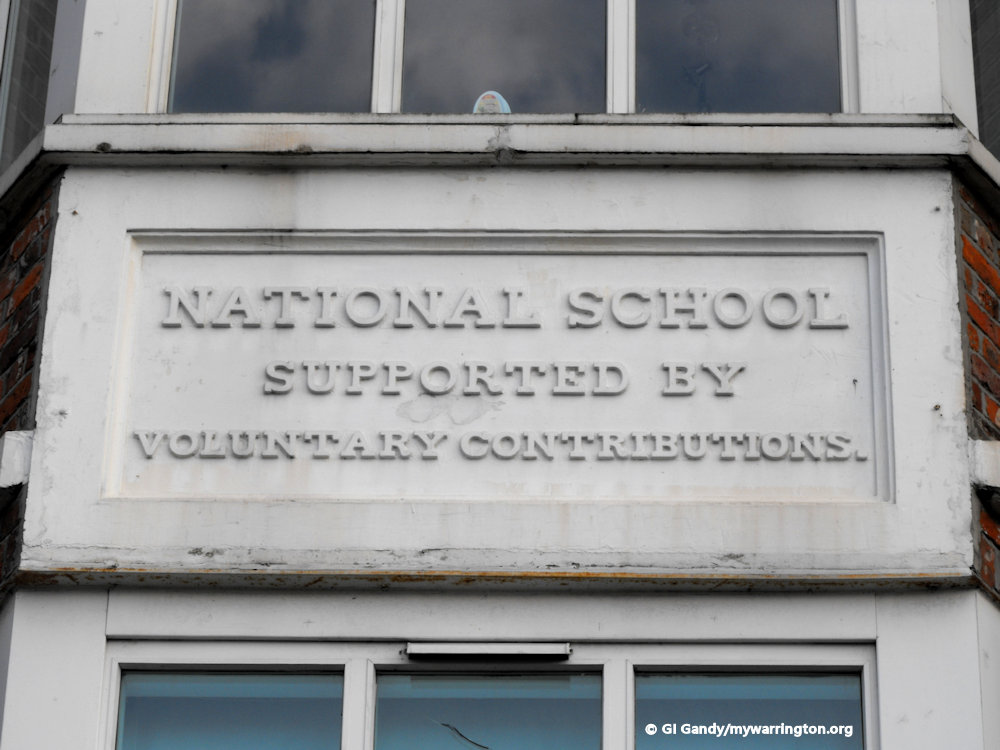 NATIONAL SCHOOL
SUPPORTED BY
VOLUNTARY CONTRIBUTIONS.
© GI Gandy/mywarrington.org